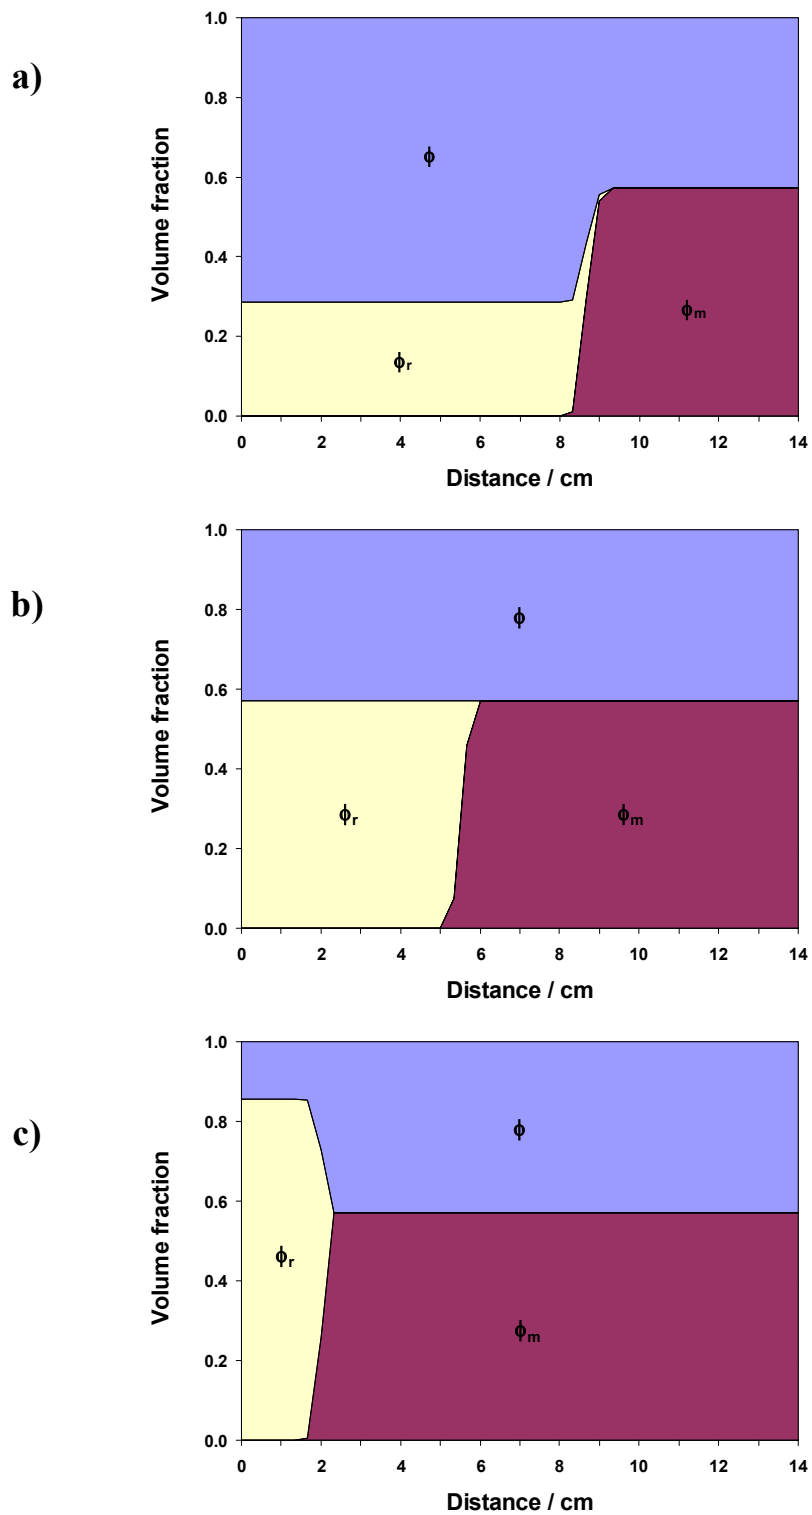 a)
Volume fraction
1.0
0.8
0.6
0.4
0.2
0.0
ϕ
ϕr
ϕm
0 2 4 6 8 10 12 14
Distance / cm
b)
Volume fraction
1.0
0.8
0.6
0.4
0.2
0.0
ϕ
ϕr
ϕm
0 2 4 6 8 10 12 14
Distance / cm
c)
Volume fraction
1.0
0.8
0.6
0.4
0.2
0.0
ϕ
ϕr
ϕm
0 2 4 6 8 10 12 14
Distance / cm